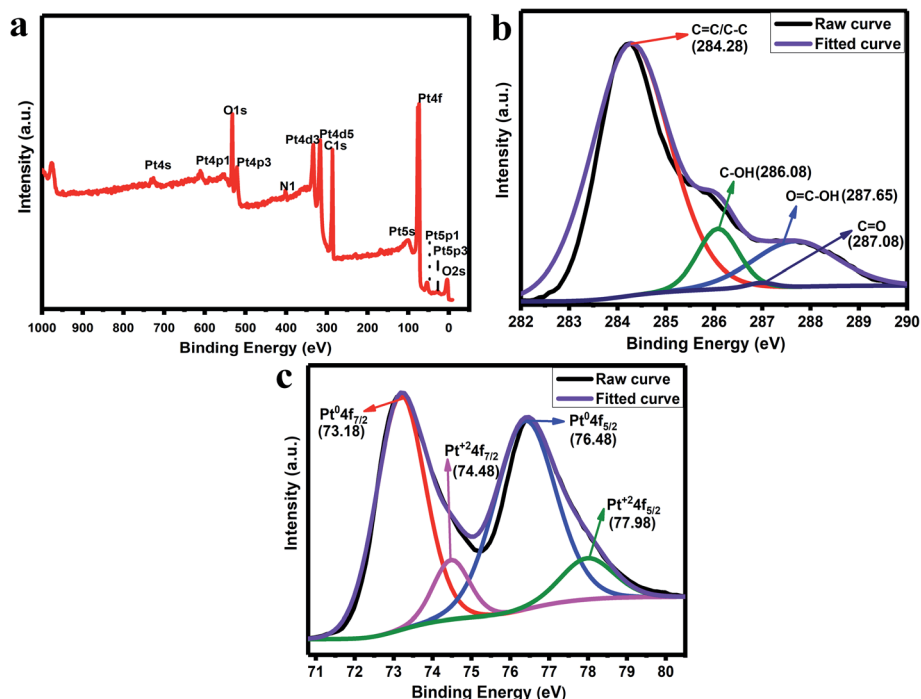 a
Intensity (a.u.)
Pt4s
Pt4p1
O1s
Pt4p3
N1
Pt4d3
Pt4d5
C1s
Pt5s
Pt4f
Pt5p1
Pt5p3
O2s
1000 900 800 700 600 500 400 300 200 100 0
Binding Energy (eV)
b
Intensity (a.u.)
C=C/C-C
(284.28)
Raw curve
Fitted curve
C-OH(286.08)
O=C-OH(287.65)
C=O
(287.08)
282 283 284 285 286 287 288 289 290
Binding Energy (eV)
c
Intensity (a.u.)
Raw curve
Fitted curve
Pt⁰4f₇/₂
(73.18)
Pt⁺²4f₇/₂
(74.48)
Pt⁰4f₅/₂
(76.48)
Pt⁺²4f₅/₂
(77.98)
71 72 73 74 75 76 77 78 79 80
Binding Energy (eV)